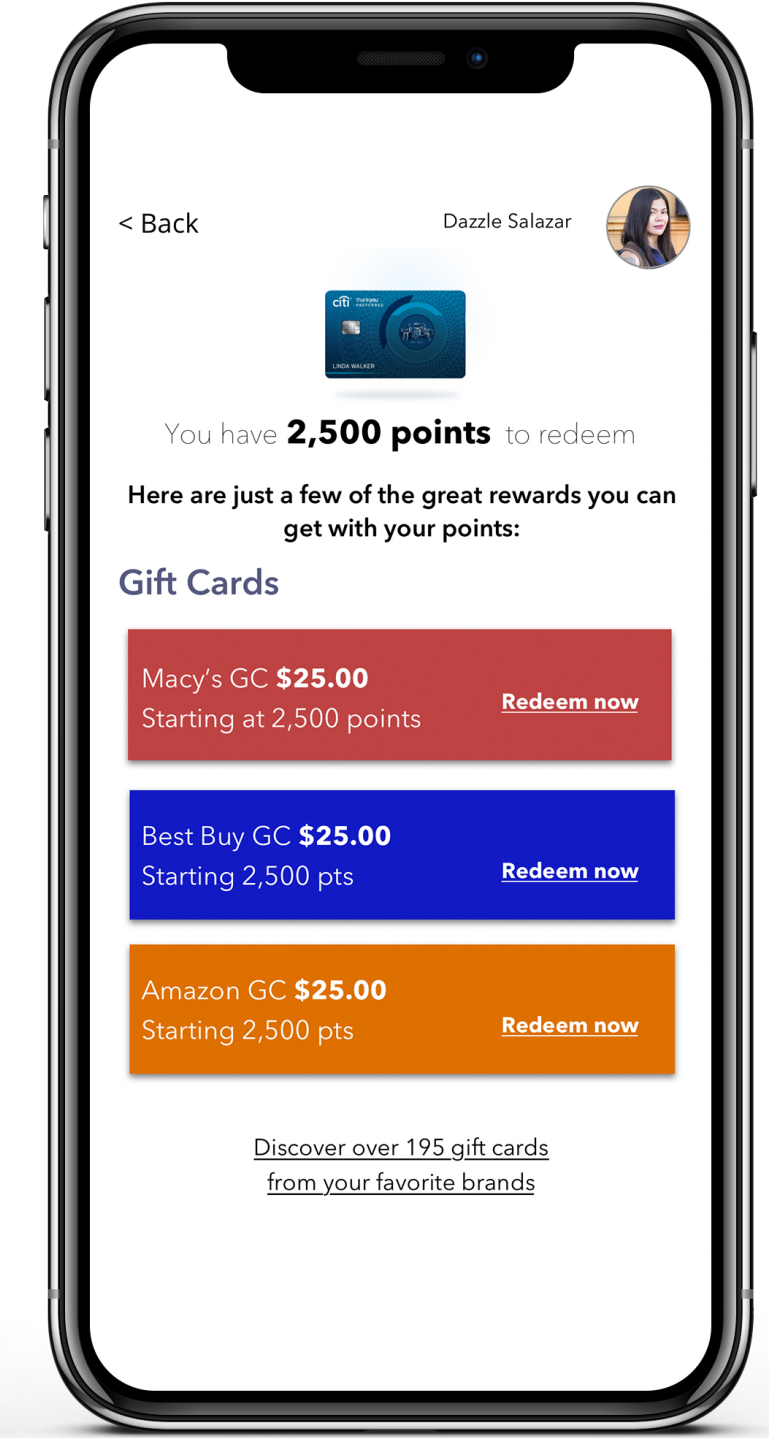 < Back
Dazzle Salazar
citi thankyou
PREFERRED
LINDA WALKER
You have 2,500 points to redeem
Here are just a few of the great rewards you can
get with your points:
Gift Cards
Macy’s GC $25.00
Starting at 2,500 points
Redeem now
Best Buy GC $25.00
Starting 2,500 pts
Redeem now
Amazon GC $25.00
Starting 2,500 pts
Redeem now
Discover over 195 gift cards
from your favorite brands